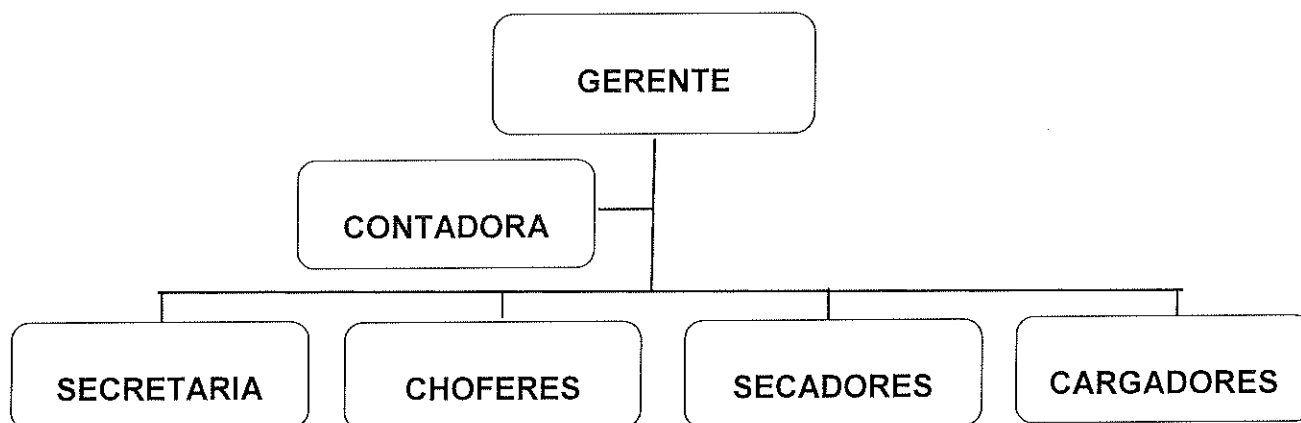 GERENTE
CONTADORA
SECRETARIA
CHOFERES
SECADORES
CARGADORES